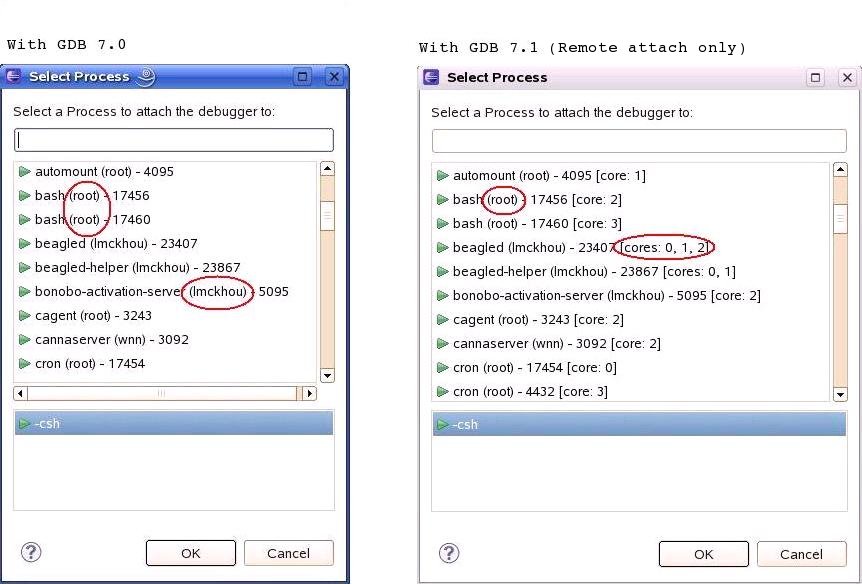 With GDB 7.0
Select Process
Select a Process to attach the debugger to:
automount (root) - 4095
bash (root) - 17456
bash (root) - 17460
beagled (lmckhou) - 23407
beagled-helper (lmckhou) - 23867
bonobo-activation-server (lmckhou) - 5095
cagent (root) - 3243
cannaserver (wnn) - 3092
cron (root) - 17454
-csh
?
OK
Cancel
With GDB 7.1 (Remote attach only)
Select Process
Select a Process to attach the debugger to:
automount (root) - 4095 [core: 1]
bash (root) - 17456 [core: 2]
bash (root) - 17460 [core: 3]
beagled (lmckhou) - 23407 [cores: 0, 1, 2]
beagled-helper (lmckhou) - 23867 [cores: 0, 1]
bonobo-activation-server (lmckhou) - 5095 [core: 2]
cagent (root) - 3243 [core: 2]
cannaserver (wnn) - 3092 [core: 2]
cron (root) - 17454 [core: 0]
cron (root) - 4432 [core: 3]
-csh
?
OK
Cancel